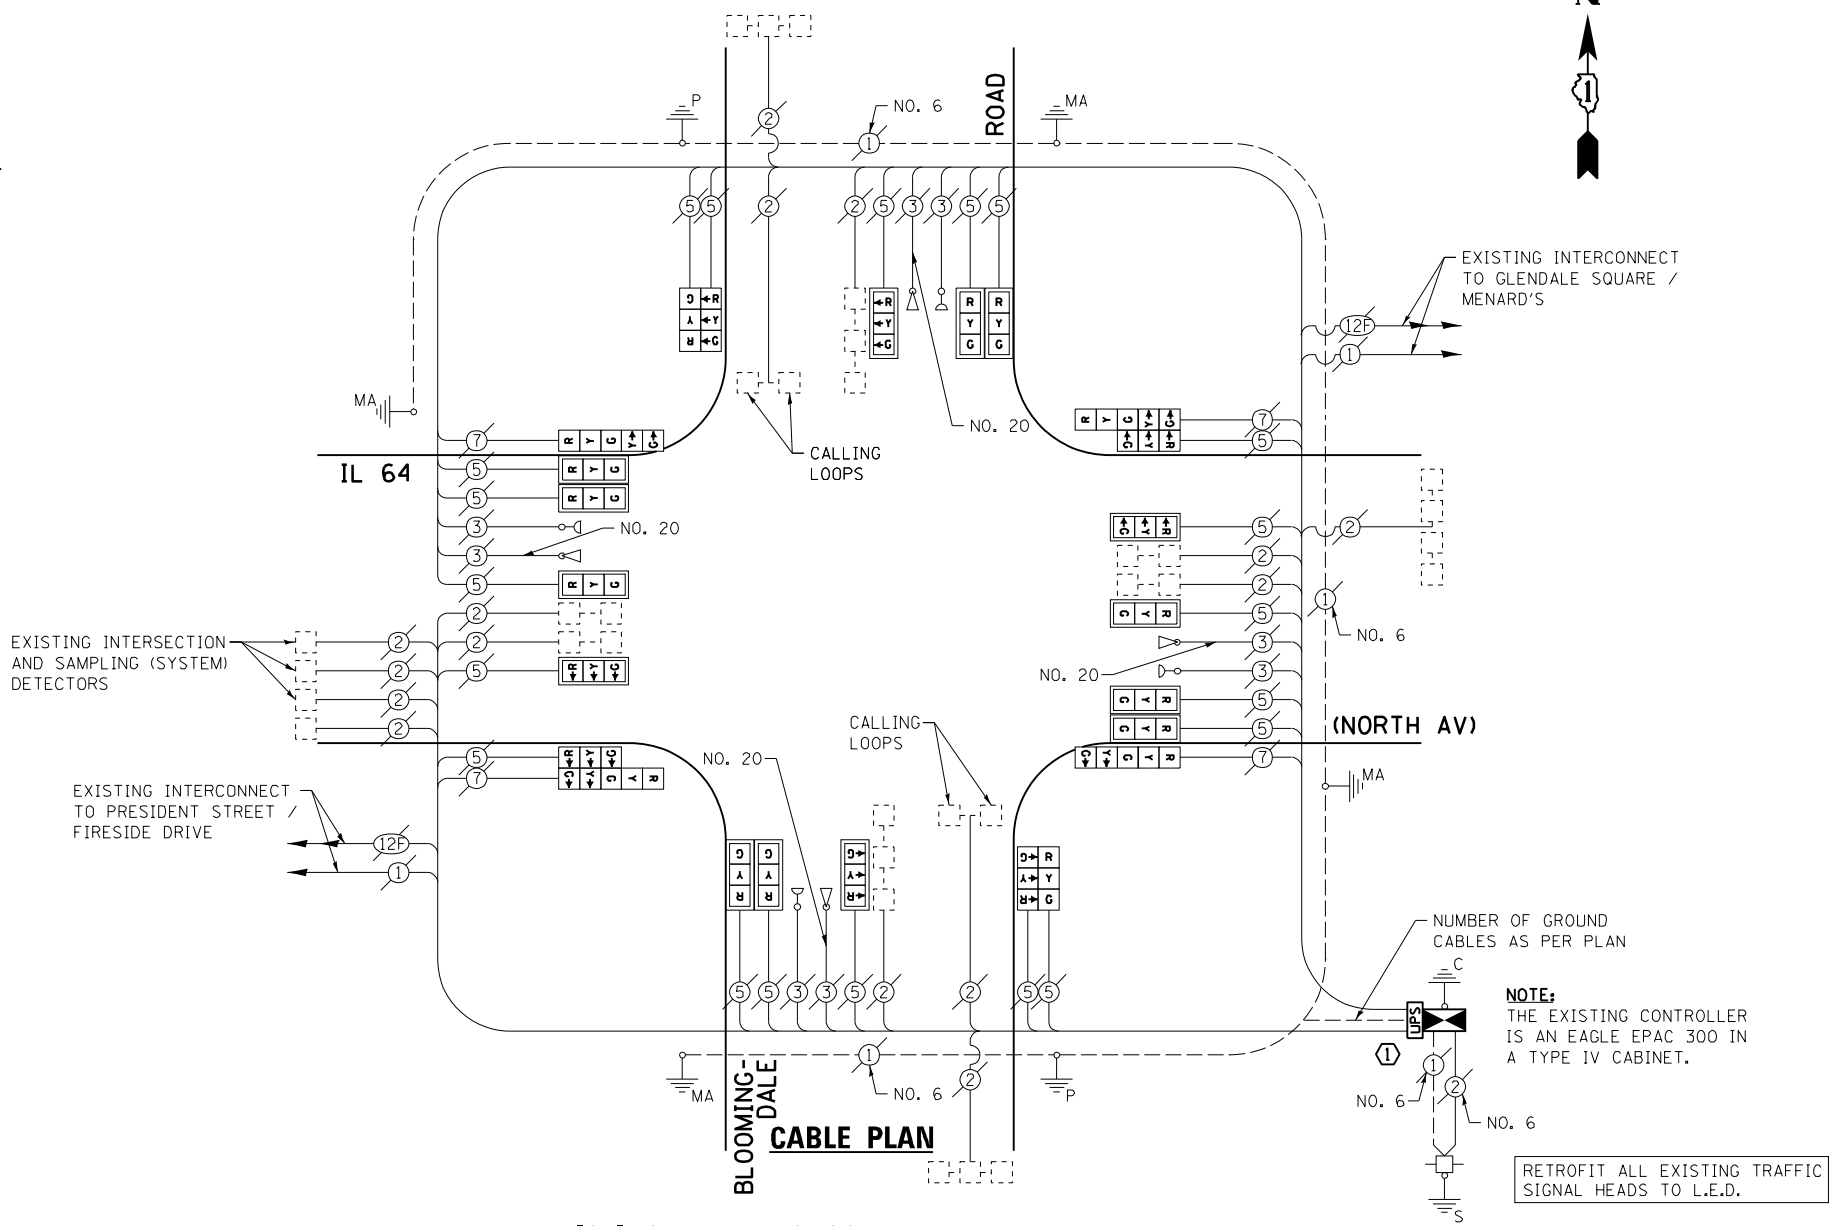 N
1
P
2
NO. 6
1
ROAD
MA
5 5 2 2 5 3 3 5 5
EXISTING INTERCONNECT
TO GLENDALE SQUARE /
MENARD'S
12F
1
G ←R
Y ←Y
R ←G
←R
←Y
←G
R
Y
G
R
Y
G
NO. 20
MA
CALLING
LOOPS
IL 64
7 R Y G Y→ G→
5 R Y G
5 R Y G
3
NO. 20
3
5 R Y G
2
2
5 ←R ←Y ←G
R Y G ←Y ←G 7
←G ←Y ←R 5
←G ←Y ←R 5
2
2
2
G Y R 5
3
NO. 20
3
G Y R 5
G Y R 5
G← Y← G Y R 7
1
NO. 6
(NORTH AV)
MA
EXISTING INTERSECTION
AND SAMPLING (SYSTEM)
DETECTORS
2
2
2
2
5 ←R ←Y ←G
7 ←G ←Y G Y R
EXISTING INTERCONNECT
TO PRESIDENT STREET /
FIRESIDE DRIVE
12F
1
NO. 20
CALLING
LOOPS
G
Y
R
G
Y
R
G→
Y→
R→
G→ R
Y→ Y
R→ G
5 5 3 3 5 2 2 5 5
NUMBER OF GROUND
CABLES AS PER PLAN
C
UPS
1
NOTE:
THE EXISTING CONTROLLER
IS AN EAGLE EPAC 300 IN
A TYPE IV CABINET.
1
2
NO. 6
NO. 6
S
MA
1
NO. 6
2
P
BLOOMING-
DALE
CABLE PLAN
RETROFIT ALL EXISTING TRAFFIC
SIGNAL HEADS TO L.E.D.